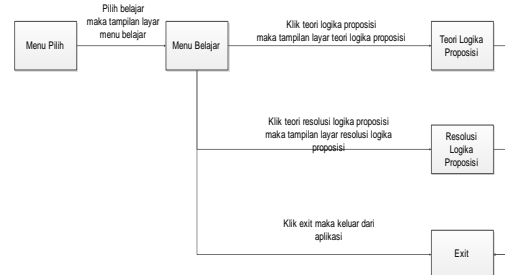 Pilih belajar
maka tampilan layar
menu belajar
Menu Pilih
Menu Belajar
Klik teori logika proposisi
maka tampilan layar teori logika proposisi
Teori Logika
Proposisi
Klik teori resolusi logika proposisi
maka tampilan layar resolusi logika
proposisi
Resolusi
Logika
Proposisi
Klik exit maka keluar dari
aplikasi
Exit